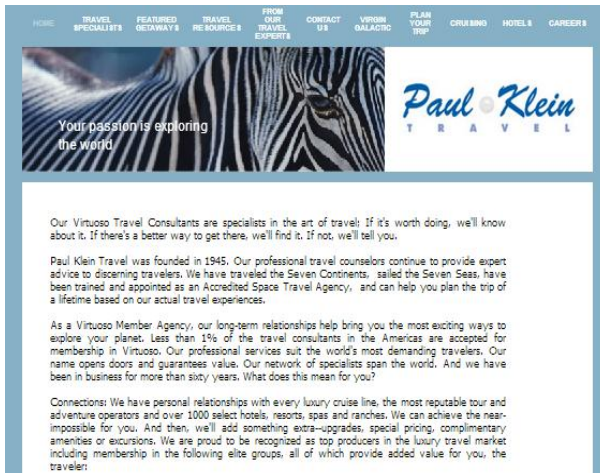 HOME
TRAVEL SPECIALISTS
FEATURED GETAWAYS
TRAVEL RESOURCES
FROM OUR TRAVEL EXPERTS
CONTACT US
VIRGIN GALACTIC
PLAN YOUR TRIP
CRUISING
HOTELS
CAREERS
Your passion is exploring
the world
Paul Klein
TRAVEL
Our Virtuoso Travel Consultants are specialists in the art of travel; If it's worth doing, we'll know
about it. If there's a better way to get there, we'll find it. If not, we'll tell you.
Paul Klein Travel was founded in 1945. Our professional travel counselors continue to provide expert
advice to discerning travelers. We have traveled the Seven Continents, sailed the Seven Seas, have
been trained and appointed as an Accredited Space Travel Agency, and can help you plan the trip of
a lifetime based on our actual travel experiences.
As a Virtuoso Member Agency, our long-term relationships help bring you the most exciting ways to
explore your planet. Less than 1% of the travel consultants in the Americas are accepted for
membership in Virtuoso. Our professional services suit the world's most demanding travelers. Our
name opens doors and guarantees value. Our network of specialists span the world. And we have
been in business for more than sixty years. What does this mean for you?
Connections: We have personal relationships with every luxury cruise line, the most reputable tour and
adventure operators and over 1000 select hotels, resorts, spas and ranches. We can achieve the near-
impossible for you. And then, we'll add something extra--upgrades, special pricing, complimentary
amenities or excursions. We are proud to be recognized as top producers in the luxury travel market
including membership in the following elite groups, all of which provide added value for you, the
traveler: